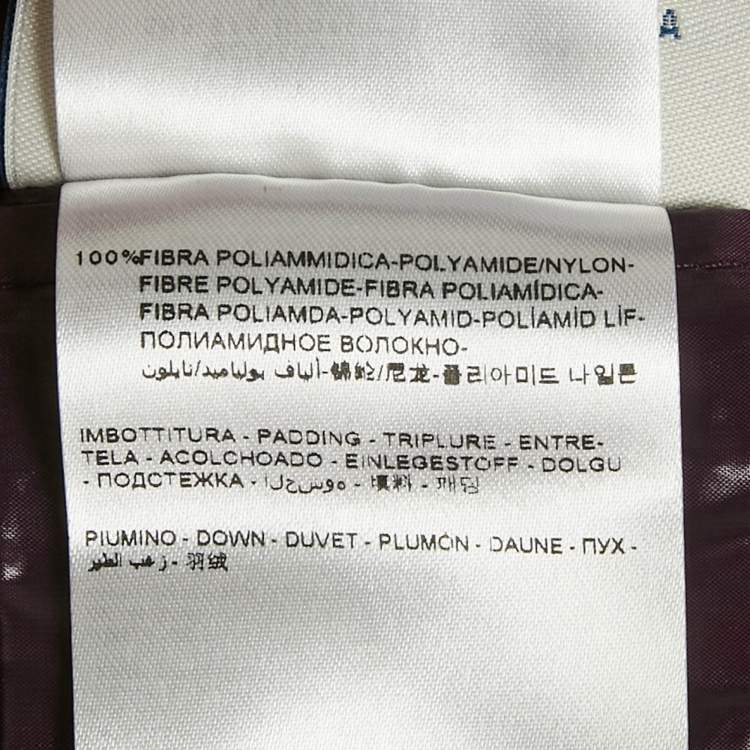 A
100%FIBRA POLIAMMIDICA-POLYAMIDE/NYLON-
FIBRE POLYAMIDE-FIBRA POLIAMÍDICA-
FIBRA POLIAMDA-POLYAMID-POLİAMİD LİF-
ПОЛИАМИДНОЕ ВОЛОКНО-
ألياف بولياميد/نايلون-锦纶/尼龙-폴리아미드 나일론
IMBOTTITURA - PADDING - TRIPLURE - ENTRE-
TELA - ACOLCHOADO - EINLEGESTOFF - DOLGU
- ПОДСТЕЖКА - الحسوه - 填料 - 패딩
PIUMINO - DOWN - DUVET - PLUMÓN - DAUNE - ПУХ -
زغب الطير - 羽绒